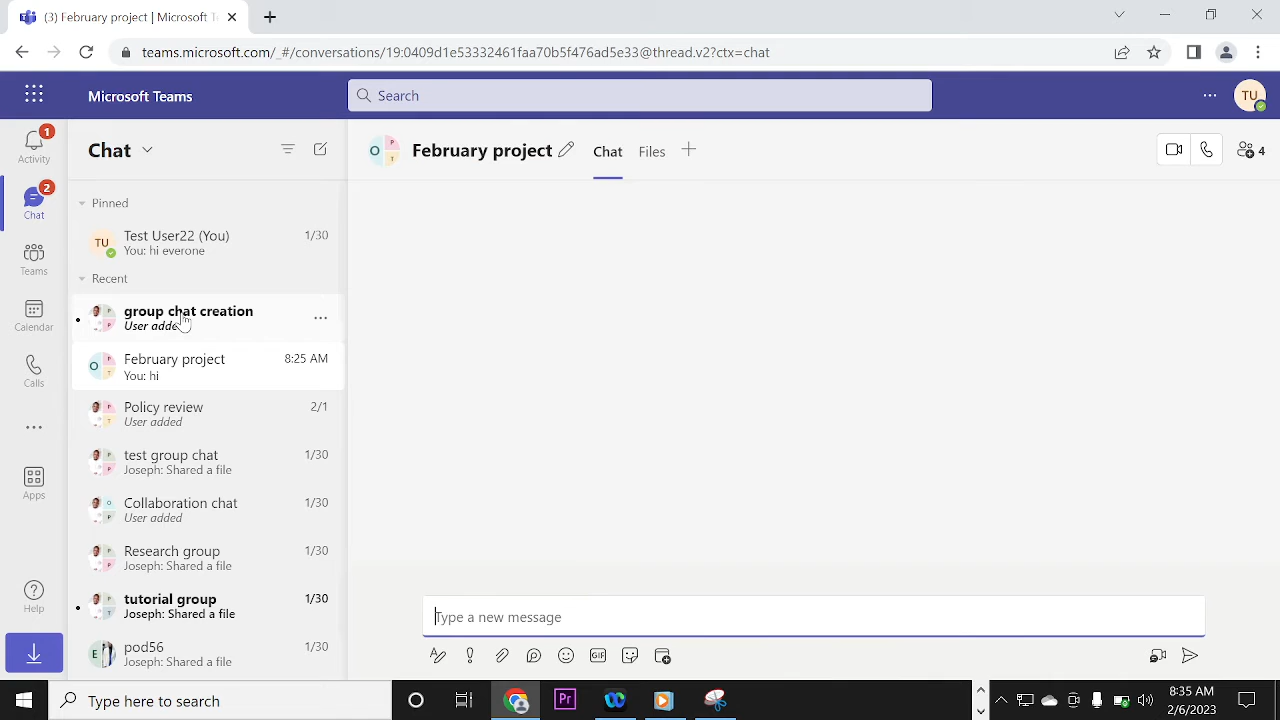 (3) February project | Microsoft T
teams.microsoft.com/_#/conversations/19:0409d1e53332461faa70b5f476ad5e33@thread.v2?ctx=chat
Microsoft Teams
Search
TU
1
Activity
2
Chat
Teams
Calendar
Calls
Apps
Help
Chat
Pinned
TU
Test User22 (You)
1/30
You: hi everone
Recent
group chat creation
User added
P
P
February project
8:25 AM
You: hi
O
P
T
Policy review
2/1
User added
P
T
test group chat
1/30
Joseph: Shared a file
P
Collaboration chat
1/30
User added
O
P
Research group
1/30
Joseph: Shared a file
P
tutorial group
1/30
Joseph: Shared a file
P
T
pod56
1/30
Joseph: Shared a file
E
O
P
T
February project
Chat
Files
4
Type a new message
GIF
Type here to search
Pr
8:35 AM
2/6/2023